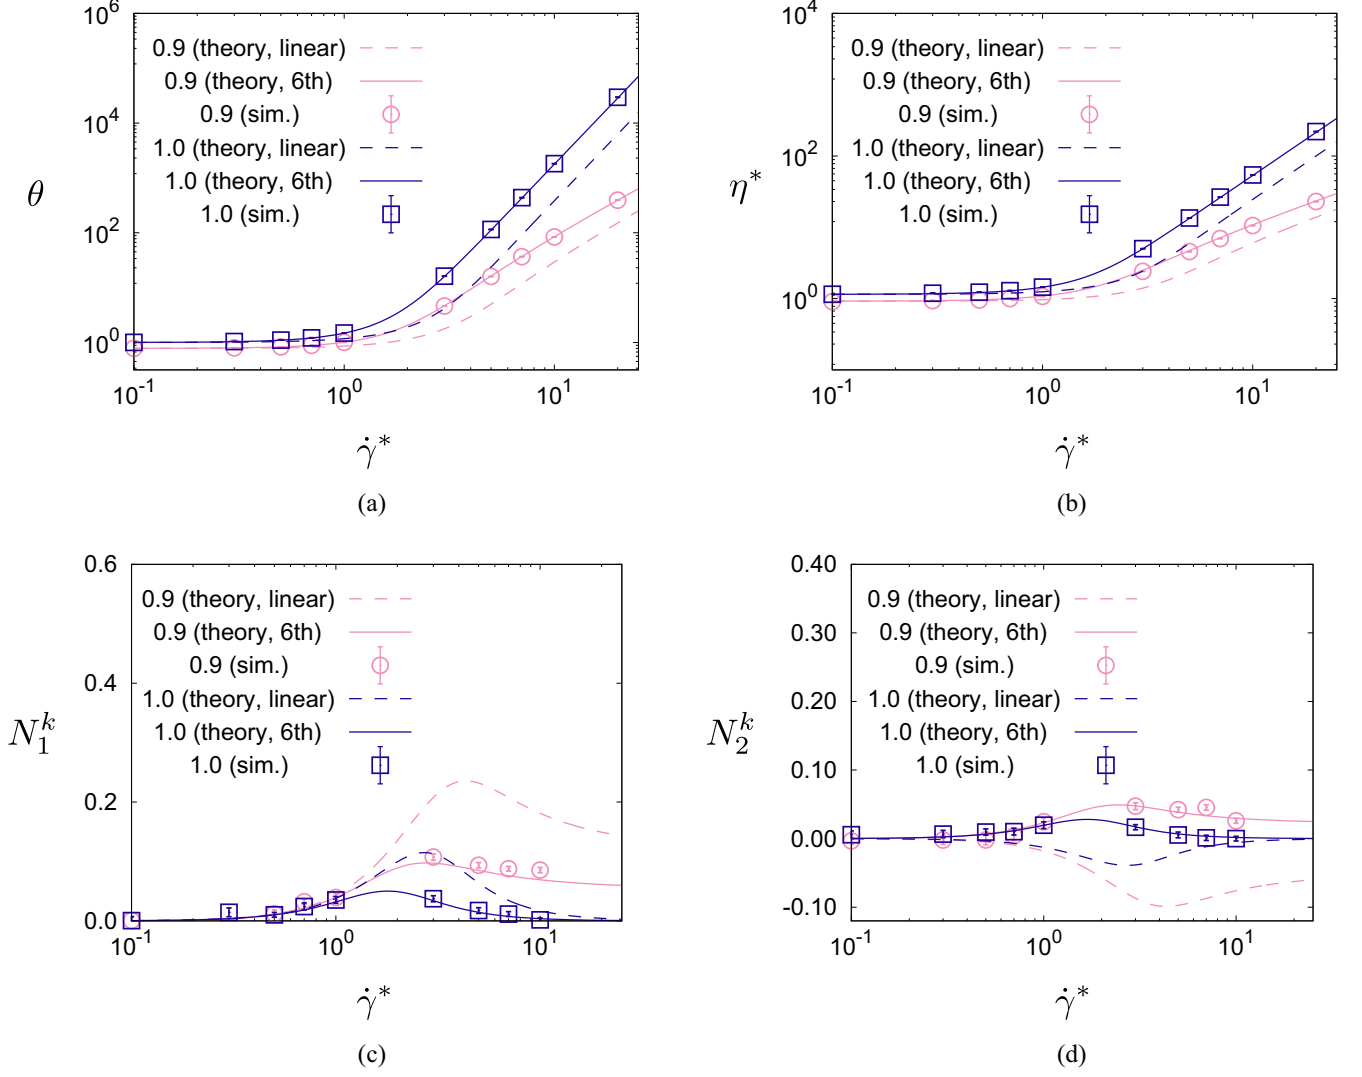 10^6
10^4
10^2
10^0
θ
0.9 (theory, linear)
0.9 (theory, 6th)
0.9 (sim.)
1.0 (theory, linear)
1.0 (theory, 6th)
1.0 (sim.)
10^-1
10^0
10^1
γ̇*
(a)
10^4
10^2
10^0
η*
0.9 (theory, linear)
0.9 (theory, 6th)
0.9 (sim.)
1.0 (theory, linear)
1.0 (theory, 6th)
1.0 (sim.)
10^-1
10^0
10^1
γ̇*
(b)
0.6
0.4
0.2
0.0
N_1^k
0.9 (theory, linear)
0.9 (theory, 6th)
0.9 (sim.)
1.0 (theory, linear)
1.0 (theory, 6th)
1.0 (sim.)
10^-1
10^0
10^1
γ̇*
(c)
0.40
0.30
0.20
0.10
0.00
-0.10
N_2^k
0.9 (theory, linear)
0.9 (theory, 6th)
0.9 (sim.)
1.0 (theory, linear)
1.0 (theory, 6th)
1.0 (sim.)
10^-1
10^0
10^1
γ̇*
(d)